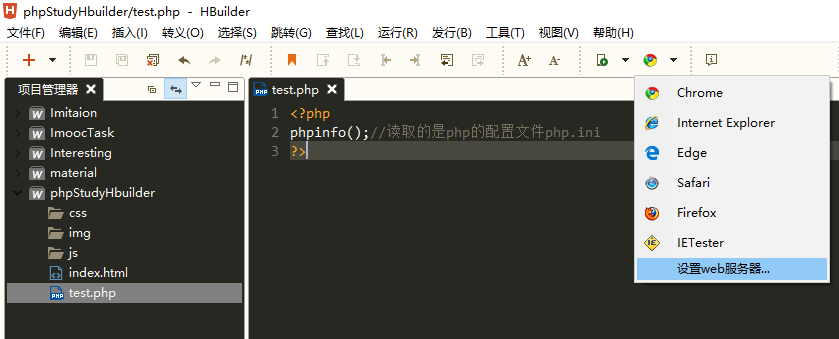 phpStudyHbuilder/test.php - HBuilder
文件(F) 编辑(E) 插入(I) 转义(O) 选择(S) 跳转(G) 查找(L) 运行(R) 发行(B) 工具(T) 视图(V) 帮助(H)
项目管理器
Imitaion
ImoocTask
Interesting
material
phpStudyHbuilder
css
img
js
index.html
test.php
test.php
1 <?php
2 phpinfo();//读取的是php的配置文件php.ini
3 ?>
Chrome
Internet Explorer
Edge
Safari
Firefox
IETester
设置web服务器...